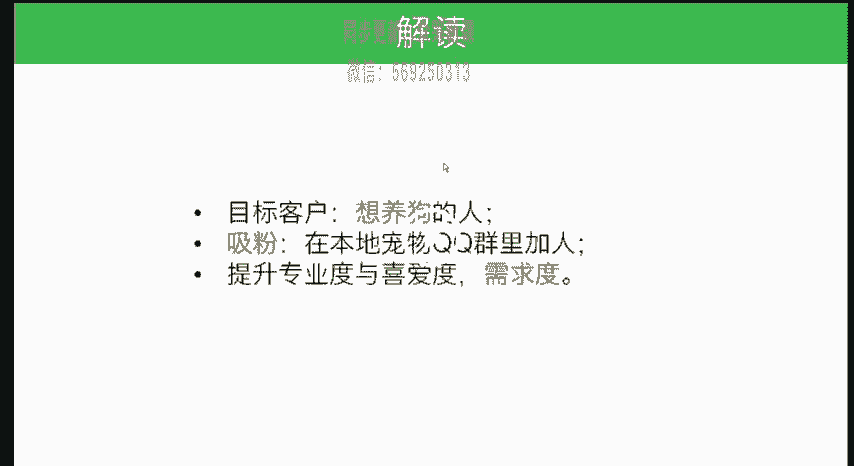 解读
微信：569250313
• 目标客户：想养狗的人；
• 吸粉：在本地宠物QQ群里加人；
• 提升专业度与喜爱度，需求度。